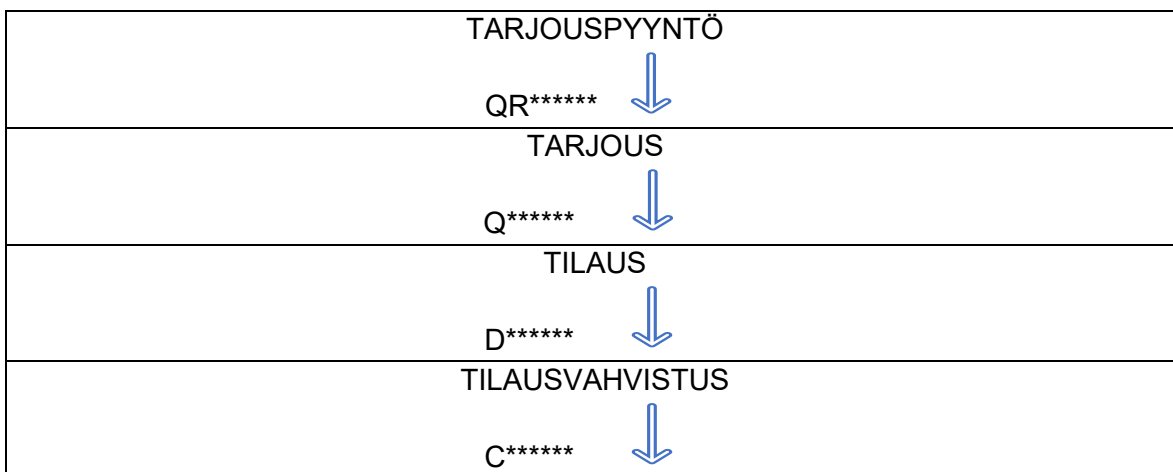 TARJOUSPYYNTÖ
QR******
TARJOUS
Q******
TILAUS
D******
TILAUSVAHVISTUS
C******